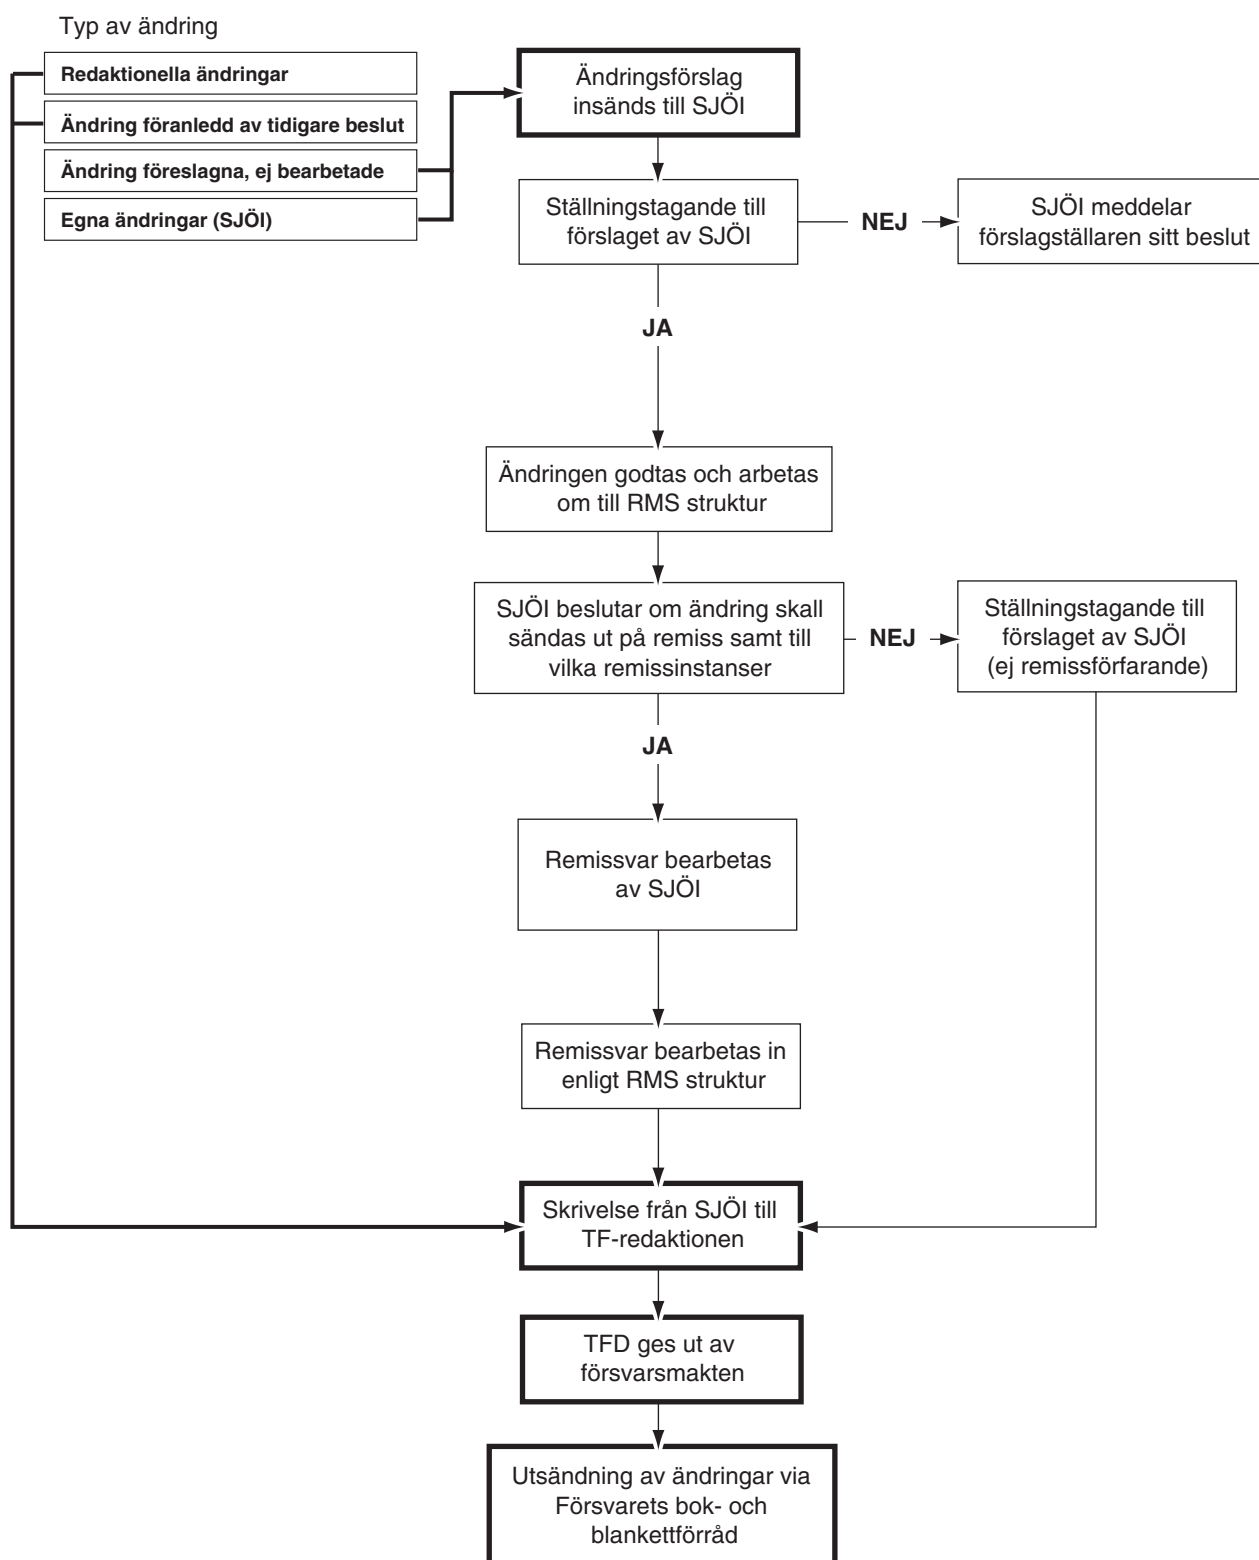 Typ av ändring
Redaktionella ändringar
Ändring föranledd av tidigare beslut
Ändring föreslagna, ej bearbetade
Egna ändringar (SJÖI)
Ändringsförslag
insänds till SJÖI
Ställningstagande till
förslaget av SJÖI
NEJ
SJÖI meddelar
förslagställaren sitt beslut
JA
Ändringen godtas och arbetas
om till RMS struktur
SJÖI beslutar om ändring skall
sändas ut på remiss samt till
vilka remissinstanser
NEJ
Ställningstagande till
förslaget av SJÖI
(ej remissförfarande)
JA
Remissvar bearbetas
av SJÖI
Remissvar bearbetas in
enligt RMS struktur
Skrivelse från SJÖI till
TF-redaktionen
TFD ges ut av
försvarsmakten
Utsändning av ändringar via
Försvarets bok- och
blankettförråd